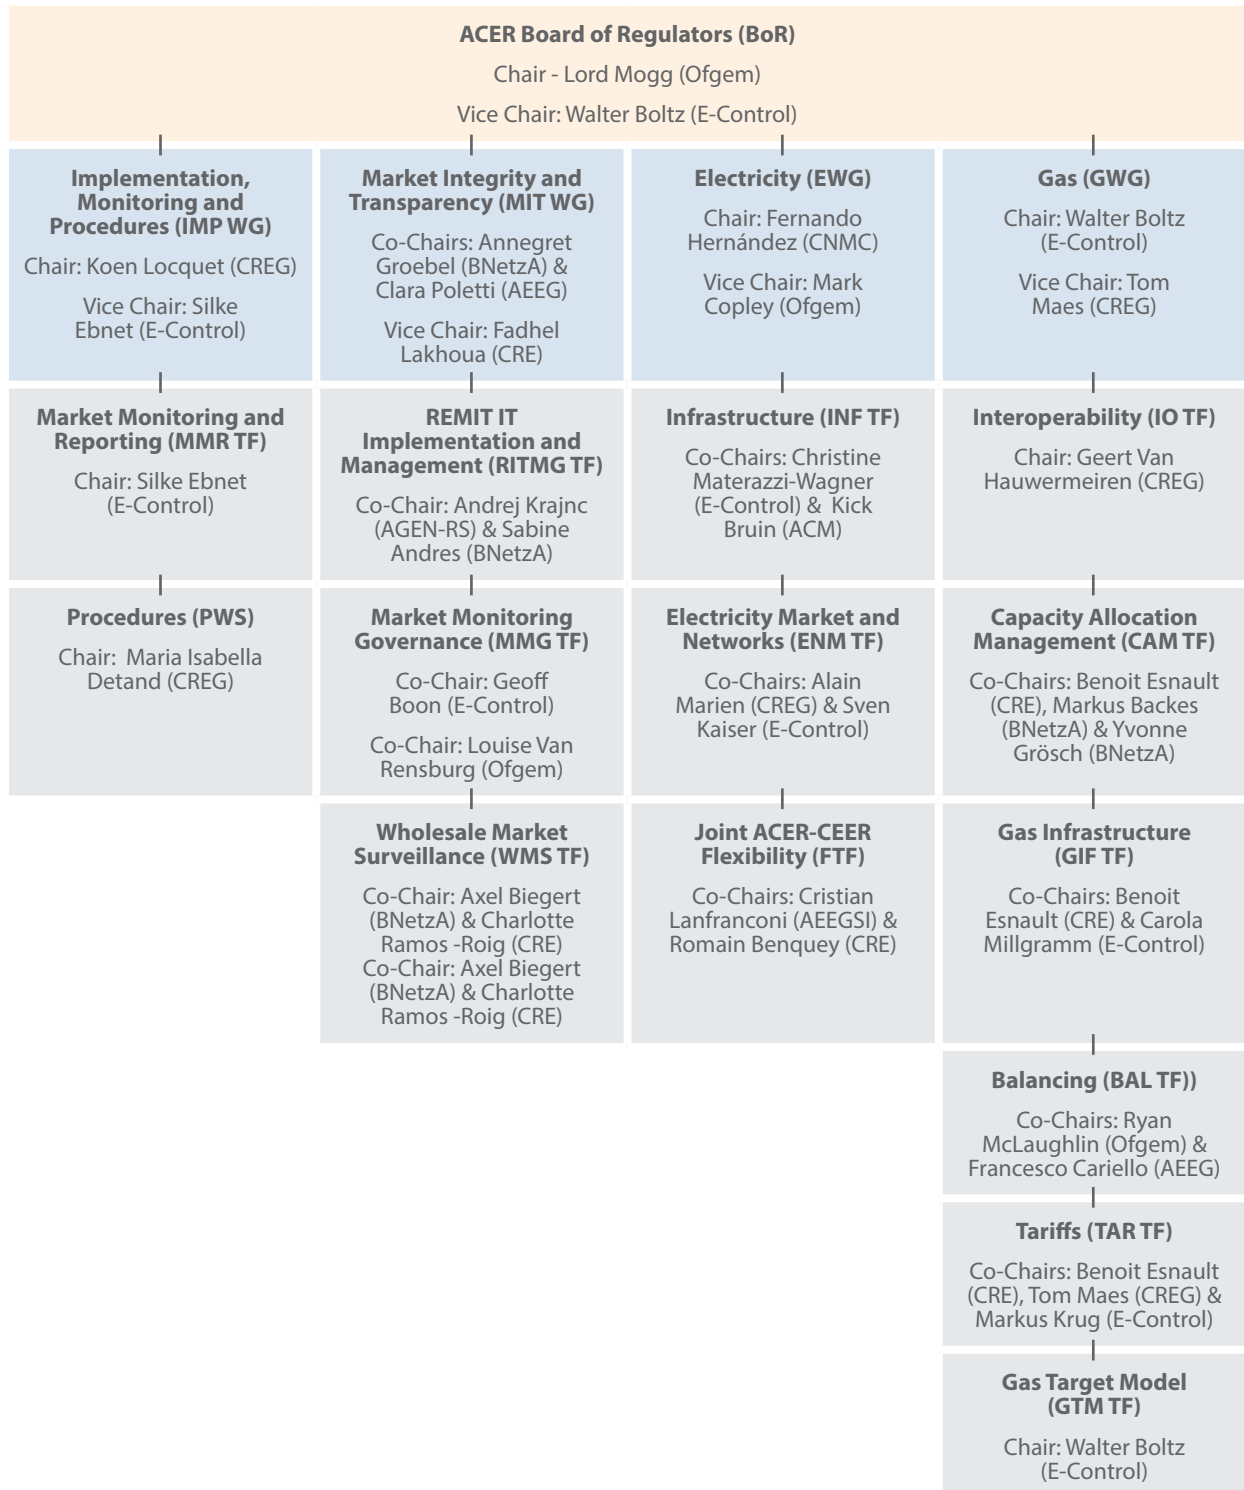 ACER Board of Regulators (BoR)
Chair - Lord Mogg (Ofgem)
Vice Chair: Walter Boltz (E-Control)
Implementation,
Monitoring and
Procedures (IMP WG)
Chair: Koen Locquet (CREG)
Vice Chair: Silke
Ebnet (E-Control)
Market Integrity and
Transparency (MIT WG)
Co-Chairs: Annegret
Groebel (BNetzA) &
Clara Poletti (AEEG)
Vice Chair: Fadhel
Lakhoua (CRE)
Electricity (EWG)
Chair: Fernando
Hernández (CNMC)
Vice Chair: Mark
Copley (Ofgem)
Gas (GWG)
Chair: Walter Boltz
(E-Control)
Vice Chair: Tom
Maes (CREG)
Market Monitoring and
Reporting (MMR TF)
Chair: Silke Ebnet
(E-Control)
REMIT IT
Implementation and
Management (RITMG TF)
Co-Chair: Andrej Krajnc
(AGEN-RS) & Sabine
Andres (BNetzA)
Infrastructure (INF TF)
Co-Chairs: Christine
Materazzi-Wagner
(E-Control) &  Kick
Bruin (ACM)
Interoperability (IO TF)
Chair: Geert Van
Hauwermeiren (CREG)
Procedures (PWS)
Chair:  Maria Isabella
Detand (CREG)
Market Monitoring
Governance (MMG TF)
Co-Chair: Geoff
Boon (E-Control)
Co-Chair: Louise Van
Rensburg (Ofgem)
Electricity Market and
Networks (ENM TF)
Co-Chairs: Alain
Marien (CREG) & Sven
Kaiser (E-Control)
Capacity Allocation
Management (CAM TF)
Co-Chairs: Benoit Esnault
(CRE), Markus Backes
(BNetzA) & Yvonne
Grösch (BNetzA)
Wholesale Market
Surveillance (WMS TF)
Co-Chair: Axel Biegert
(BNetzA) & Charlotte
Ramos -Roig (CRE)
Co-Chair: Axel Biegert
(BNetzA) & Charlotte
Ramos -Roig (CRE)
Joint ACER-CEER
Flexibility (FTF)
Co-Chairs: Cristian
Lanfranconi (AEEGSI) &
Romain Benquey (CRE)
Gas Infrastructure
(GIF TF)
Co-Chairs: Benoit
Esnault (CRE) & Carola
Millgramm (E-Control)
Balancing (BAL TF))
Co-Chairs: Ryan
McLaughlin (Ofgem) &
Francesco Cariello (AEEG)
Tariffs (TAR TF)
Co-Chairs: Benoit Esnault
(CRE), Tom Maes (CREG) &
Markus Krug (E-Control)
Gas Target Model
(GTM TF)
Chair: Walter Boltz
(E-Control)